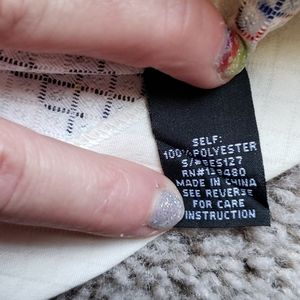 SELF:
100% POLYESTER
MADE IN CHINA
SEE REVERSE
FOR CARE
INSTRUCTION